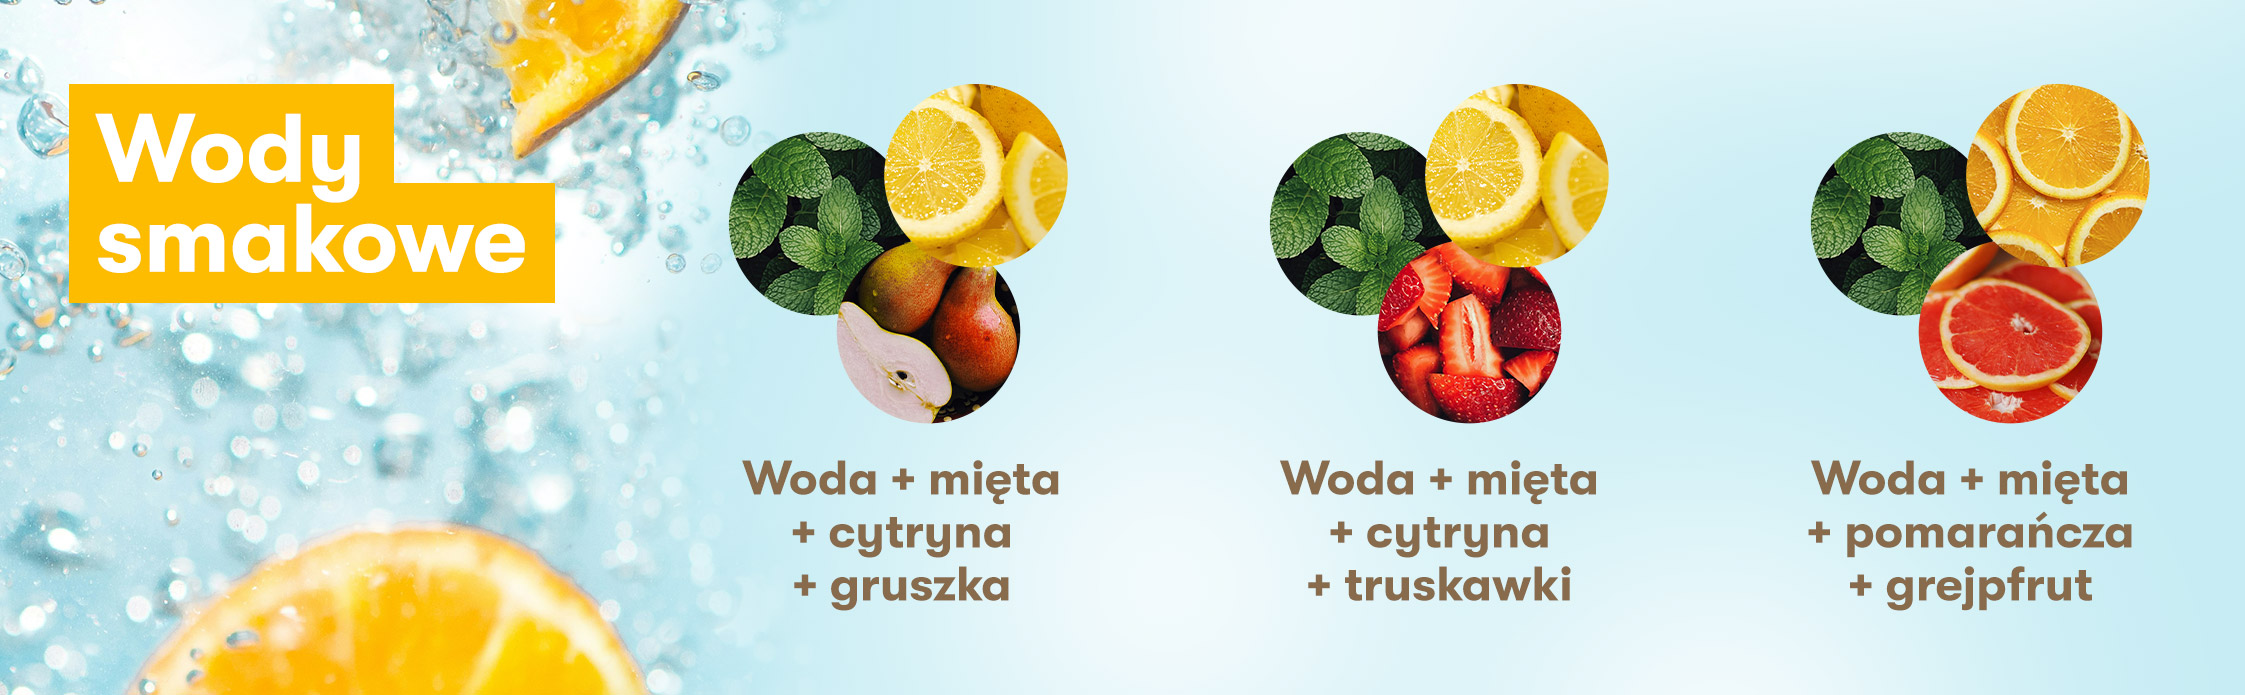 Wody
smakowe
Woda + mięta
+ cytryna
+ gruszka
Woda + mięta
+ cytryna
+ truskawki
Woda + mięta
+ pomarańcza
+ grejpfrut